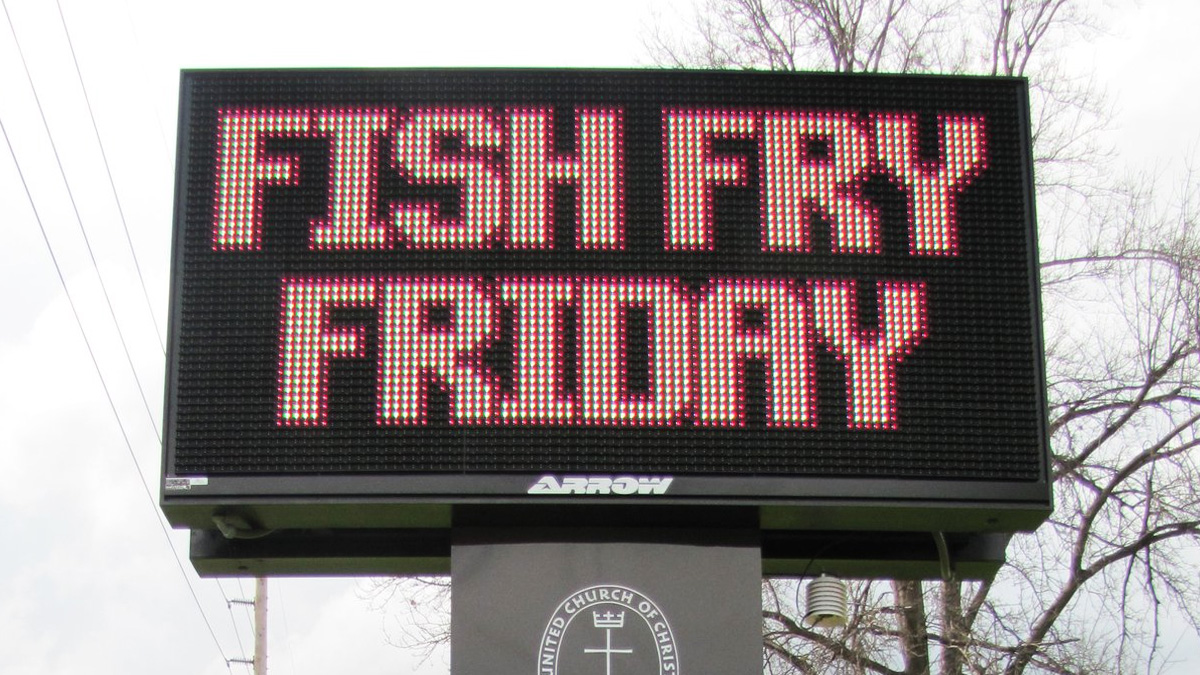 FISH FRY
FRIDAY
ARROW
UNITED CHURCH OF CHRIST